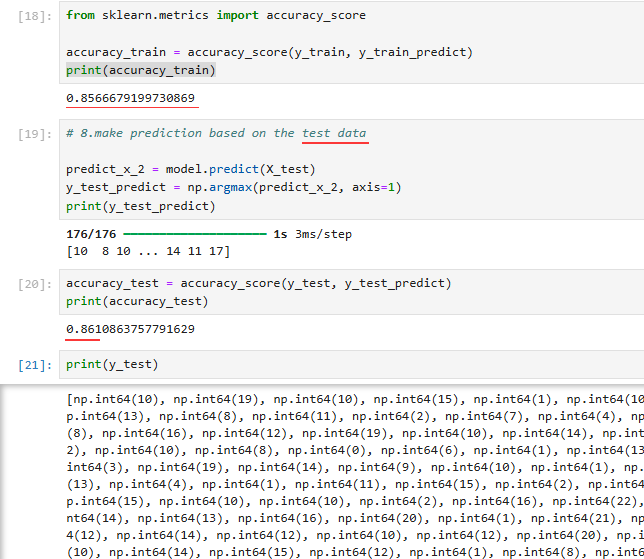 [18]: from sklearn.metrics import accuracy_score
accuracy_train = accuracy_score(y_train, y_train_predict)
print(accuracy_train)
0.8566679199730869
[19]: # 8.make prediction based on the test data
predict_x_2 = model.predict(X_test)
y_test_predict = np.argmax(predict_x_2, axis=1)
print(y_test_predict)
176/176 ━━━━━━━━━━━━━━━━━━━━ 1s 3ms/step
[10  8 10 ... 14 11 17]
[20]: accuracy_test = accuracy_score(y_test, y_test_predict)
print(accuracy_test)
0.8610863757791629
[21]: print(y_test)
[np.int64(10), np.int64(19), np.int64(10), np.int64(15), np.int64(1), np.int64(10
p.int64(13), np.int64(8), np.int64(11), np.int64(2), np.int64(7), np.int64(4), np
(8), np.int64(16), np.int64(12), np.int64(19), np.int64(10), np.int64(14), np.int
2), np.int64(10), np.int64(8), np.int64(0), np.int64(6), np.int64(1), np.int64(13
int64(3), np.int64(19), np.int64(14), np.int64(9), np.int64(10), np.int64(1), np.
(13), np.int64(4), np.int64(1), np.int64(11), np.int64(15), np.int64(2), np.int64
p.int64(15), np.int64(10), np.int64(10), np.int64(2), np.int64(16), np.int64(22),
nt64(14), np.int64(13), np.int64(16), np.int64(20), np.int64(1), np.int64(21), np
4(12), np.int64(14), np.int64(12), np.int64(10), np.int64(12), np.int64(20), np.i
(10), np.int64(14), np.int64(15), np.int64(12), np.int64(1), np.int64(8), np.int6